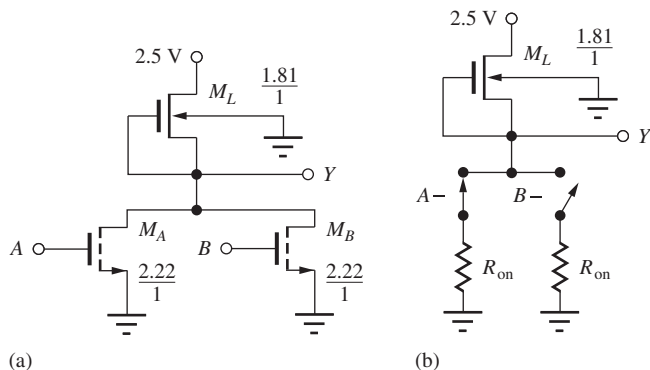 2.5 V
M_L
1.81
1
Y
A
M_A
2.22
1
B
M_B
2.22
1
(a)
2.5 V
M_L
1.81
1
Y
A–
B–
R_on
R_on
(b)